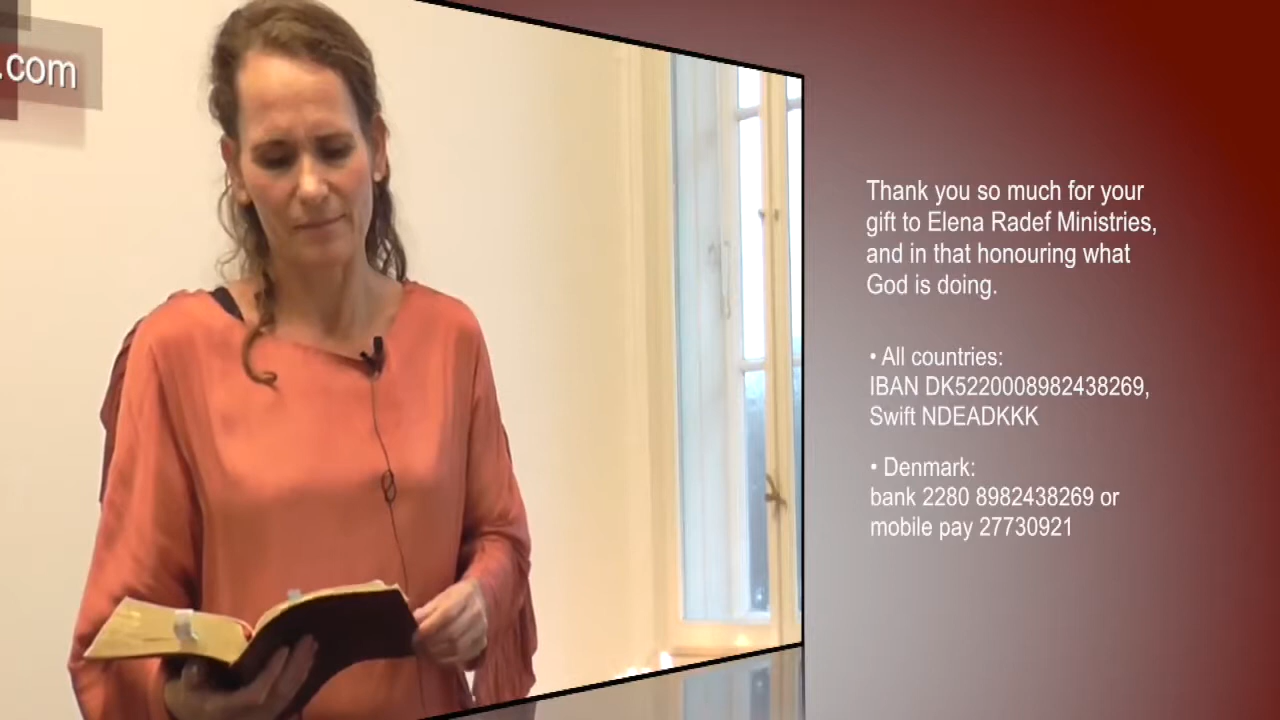 .com
Thank you so much for your
gift to Elena Radef Ministries,
and in that honouring what
God is doing.
• All countries:
IBAN DK5220008982438269,
Swift NDEADKKK
• Denmark:
bank 2280 8982438269 or
mobile pay 27730921